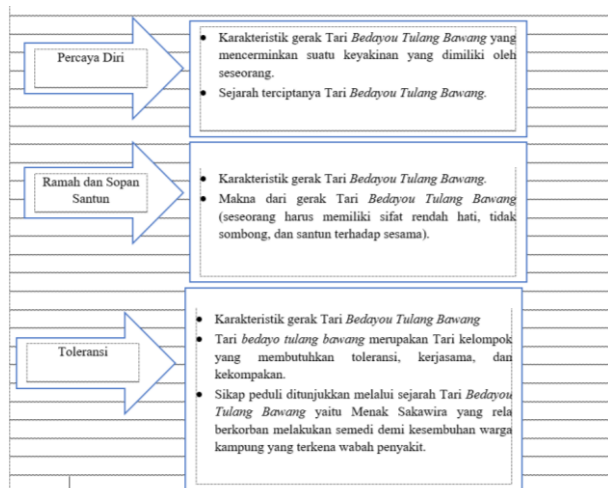 Percaya Diri
• Karakteristik gerak Tari Bedayou Tulang Bawang yang
mencerminkan suatu keyakinan yang dimiliki oleh
seseorang.
• Sejarah terciptanya Tari Bedayou Tulang Bawang.
Ramah dan Sopan
Santun
• Karakteristik gerak Tari Bedayou Tulang Bawang.
• Makna dari gerak Tari Bedayou Tulang Bawang
(seseorang harus memiliki sifat rendah hati, tidak
sombong, dan santun terhadap sesama).
Toleransi
• Karakteristik gerak Tari Bedayou Tulang Bawang
• Tari bedayo tulang bawang merupakan Tari kelompok
yang membutuhkan toleransi, kerjasama, dan
kekompakan.
• Sikap peduli ditunjukkan melalui sejarah Tari Bedayou
Tulang Bawang yaitu Menak Sakawira yang rela
berkorban melakukan semedi demi kesembuhan warga
kampung yang terkena wabah penyakit.